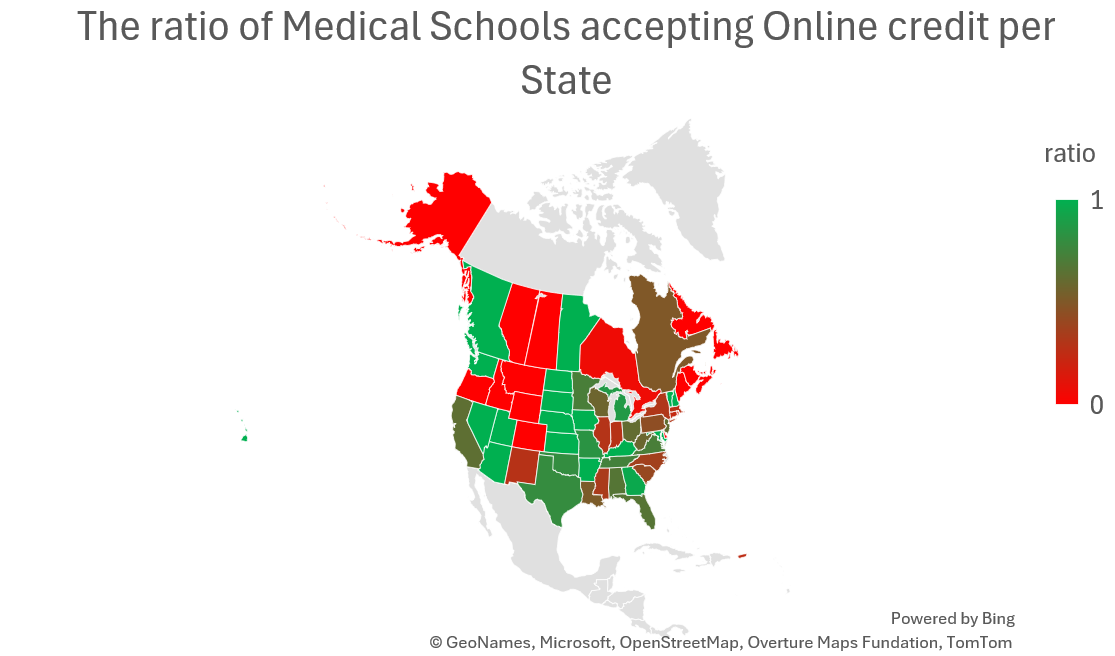 The ratio of Medical Schools accepting Online credit per
State
ratio
1
0
Powered by Bing
© GeoNames, Microsoft, OpenStreetMap, Overture Maps Fundation, TomTom